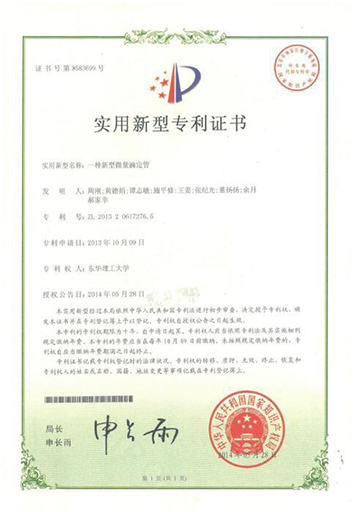 证书号第3583699号
实用新型专利证书
实用新型名称：一种新型微量滴定管
发明人：周刚;黄德娟;谭志敏;施平修;王姜;张纪光;董扬扬;余月
郝家华
专利号：ZL 2013 2 0617276.5
专利申请日：2013年10月09日
专利权人：东华理工大学
授权公告日：2014年05月28日
本实用新型经过本局依照中华人民共和国专利法进行初步审查，决定授予专利权，颁
发本证书并在专利登记簿上予以登记。专利权自授权公告之日起生效。
本专利的专利权期限为十年，自申请日起算。专利权人应当依照专利法及其实施细则
规定缴纳年费。本专利的年费应当在每年10月09日前缴纳。未按照规定缴纳年费的，专
利权自应当缴纳年费期满之日起终止。
专利证书记载专利权登记时的法律状况。专利权的转移、质押、无效、终止、恢复和
专利权人的姓名或名称、国籍、地址变更等事项记载在专利登记簿上。
局长
申长雨
申长雨
中华人民共和国国家知识产权局
2014年05月28日
第1页(共1页)